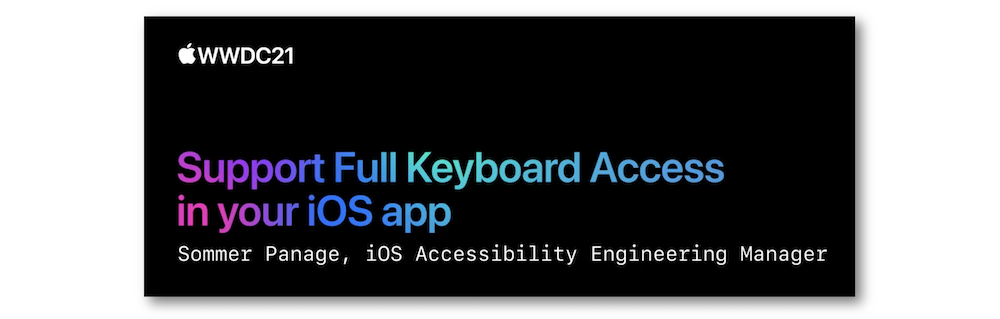 WWDC21
Support Full Keyboard Access
in your iOS app
Sommer Panage, iOS Accessibility Engineering Manager